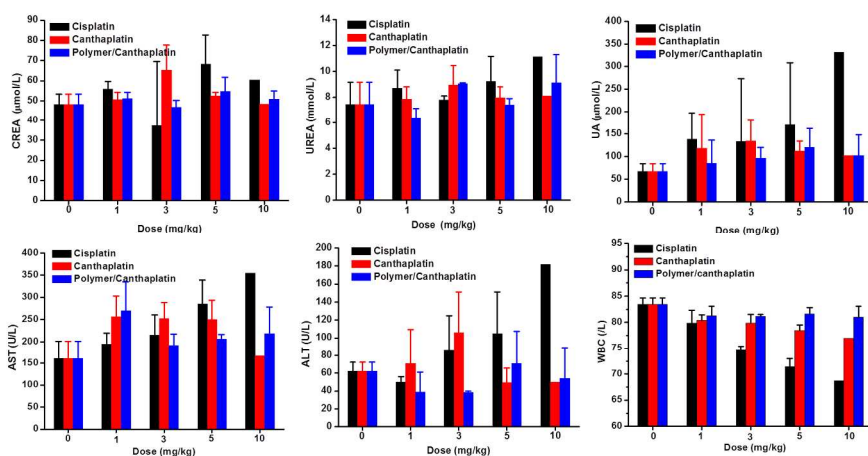 90
80
70
60
50
40
30
20
10
0
CREA (μmol/L)
Cisplatin
Canthaplatin
Polymer/Canthaplatin
0 1 3 5 10
Dose (mg/kg)
14
12
10
8
6
4
2
0
UREA (mmol/L)
Cisplatin
Canthaplatin
Polymer/Canthaplatin
0 1 3 5 10
Dose (mg/kg)
400
350
300
250
200
150
100
50
0
UA (μmol/L)
Cisplatin
Canthaplatin
Polymer/Canthaplatin
0 1 3 5 10
Dose (mg/kg)
400
350
300
250
200
150
100
50
0
AST (U/L)
Cisplatin
Canthaplatin
Polymer/Canthaplatin
0 1 3 5 10
Dose (mg/kg)
200
180
160
140
120
100
80
60
40
20
0
ALT (U/L)
Cisplatin
Canthaplatin
Polymer/Canthaplatin
0 1 3 5 10
Dose (mg/kg)
95
90
85
80
75
70
65
60
WBC (/L)
Cisplatin
Canthaplatin
Polymer/canthaplatin
0 1 3 5 10
Dose (mg/kg)